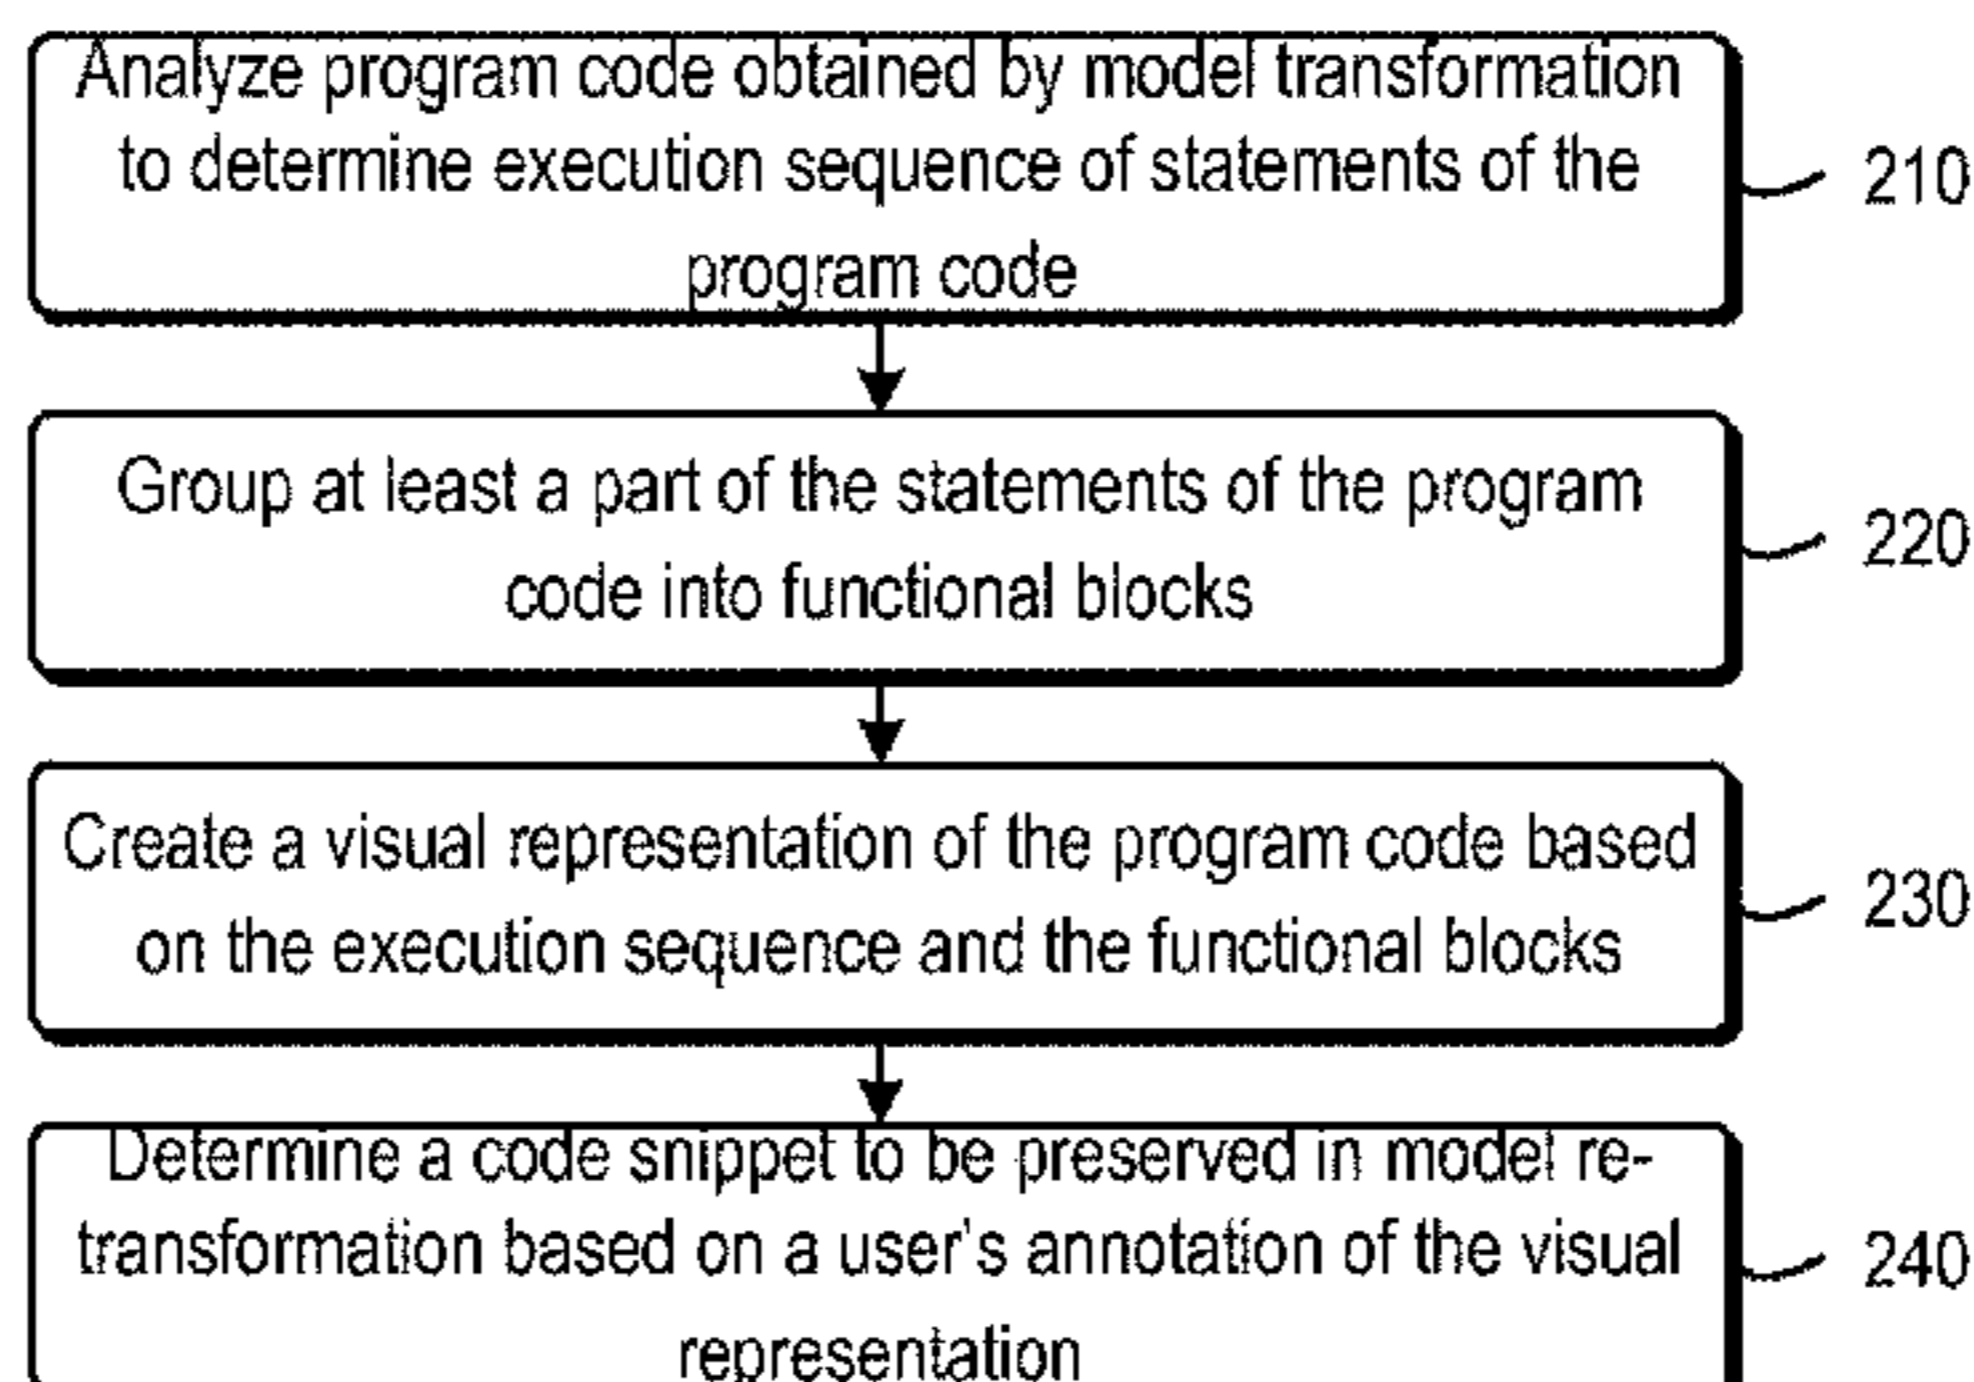 Analyze program code obtained by model transformation
to determine execution sequence of statements of the
program code
210
Group at least a part of the statements of the program
code into functional blocks
220
Create a visual representation of the program code based
on the execution sequence and the functional blocks
230
Determine a code snippet to be preserved in model re-
transformation based on a user's annotation of the visual
representation
240